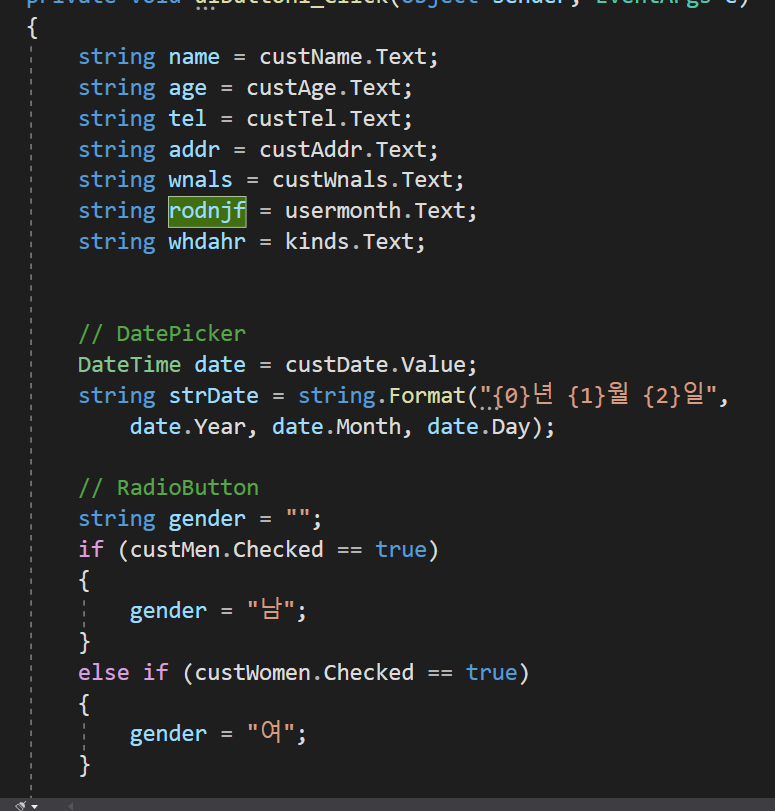 {
string name = custName.Text;
string age = custAge.Text;
string tel = custTel.Text;
string addr = custAddr.Text;
string wnals = custWnals.Text;
string rodnjf = usermonth.Text;
string whdahr = kinds.Text;
// DatePicker
DateTime date = custDate.Value;
string strDate = string.Format("{0}년 {1}월 {2}일",
date.Year, date.Month, date.Day);
// RadioButton
string gender = "";
if (custMen.Checked == true)
{
gender = "남";
}
else if (custWomen.Checked == true)
{
gender = "여";
}